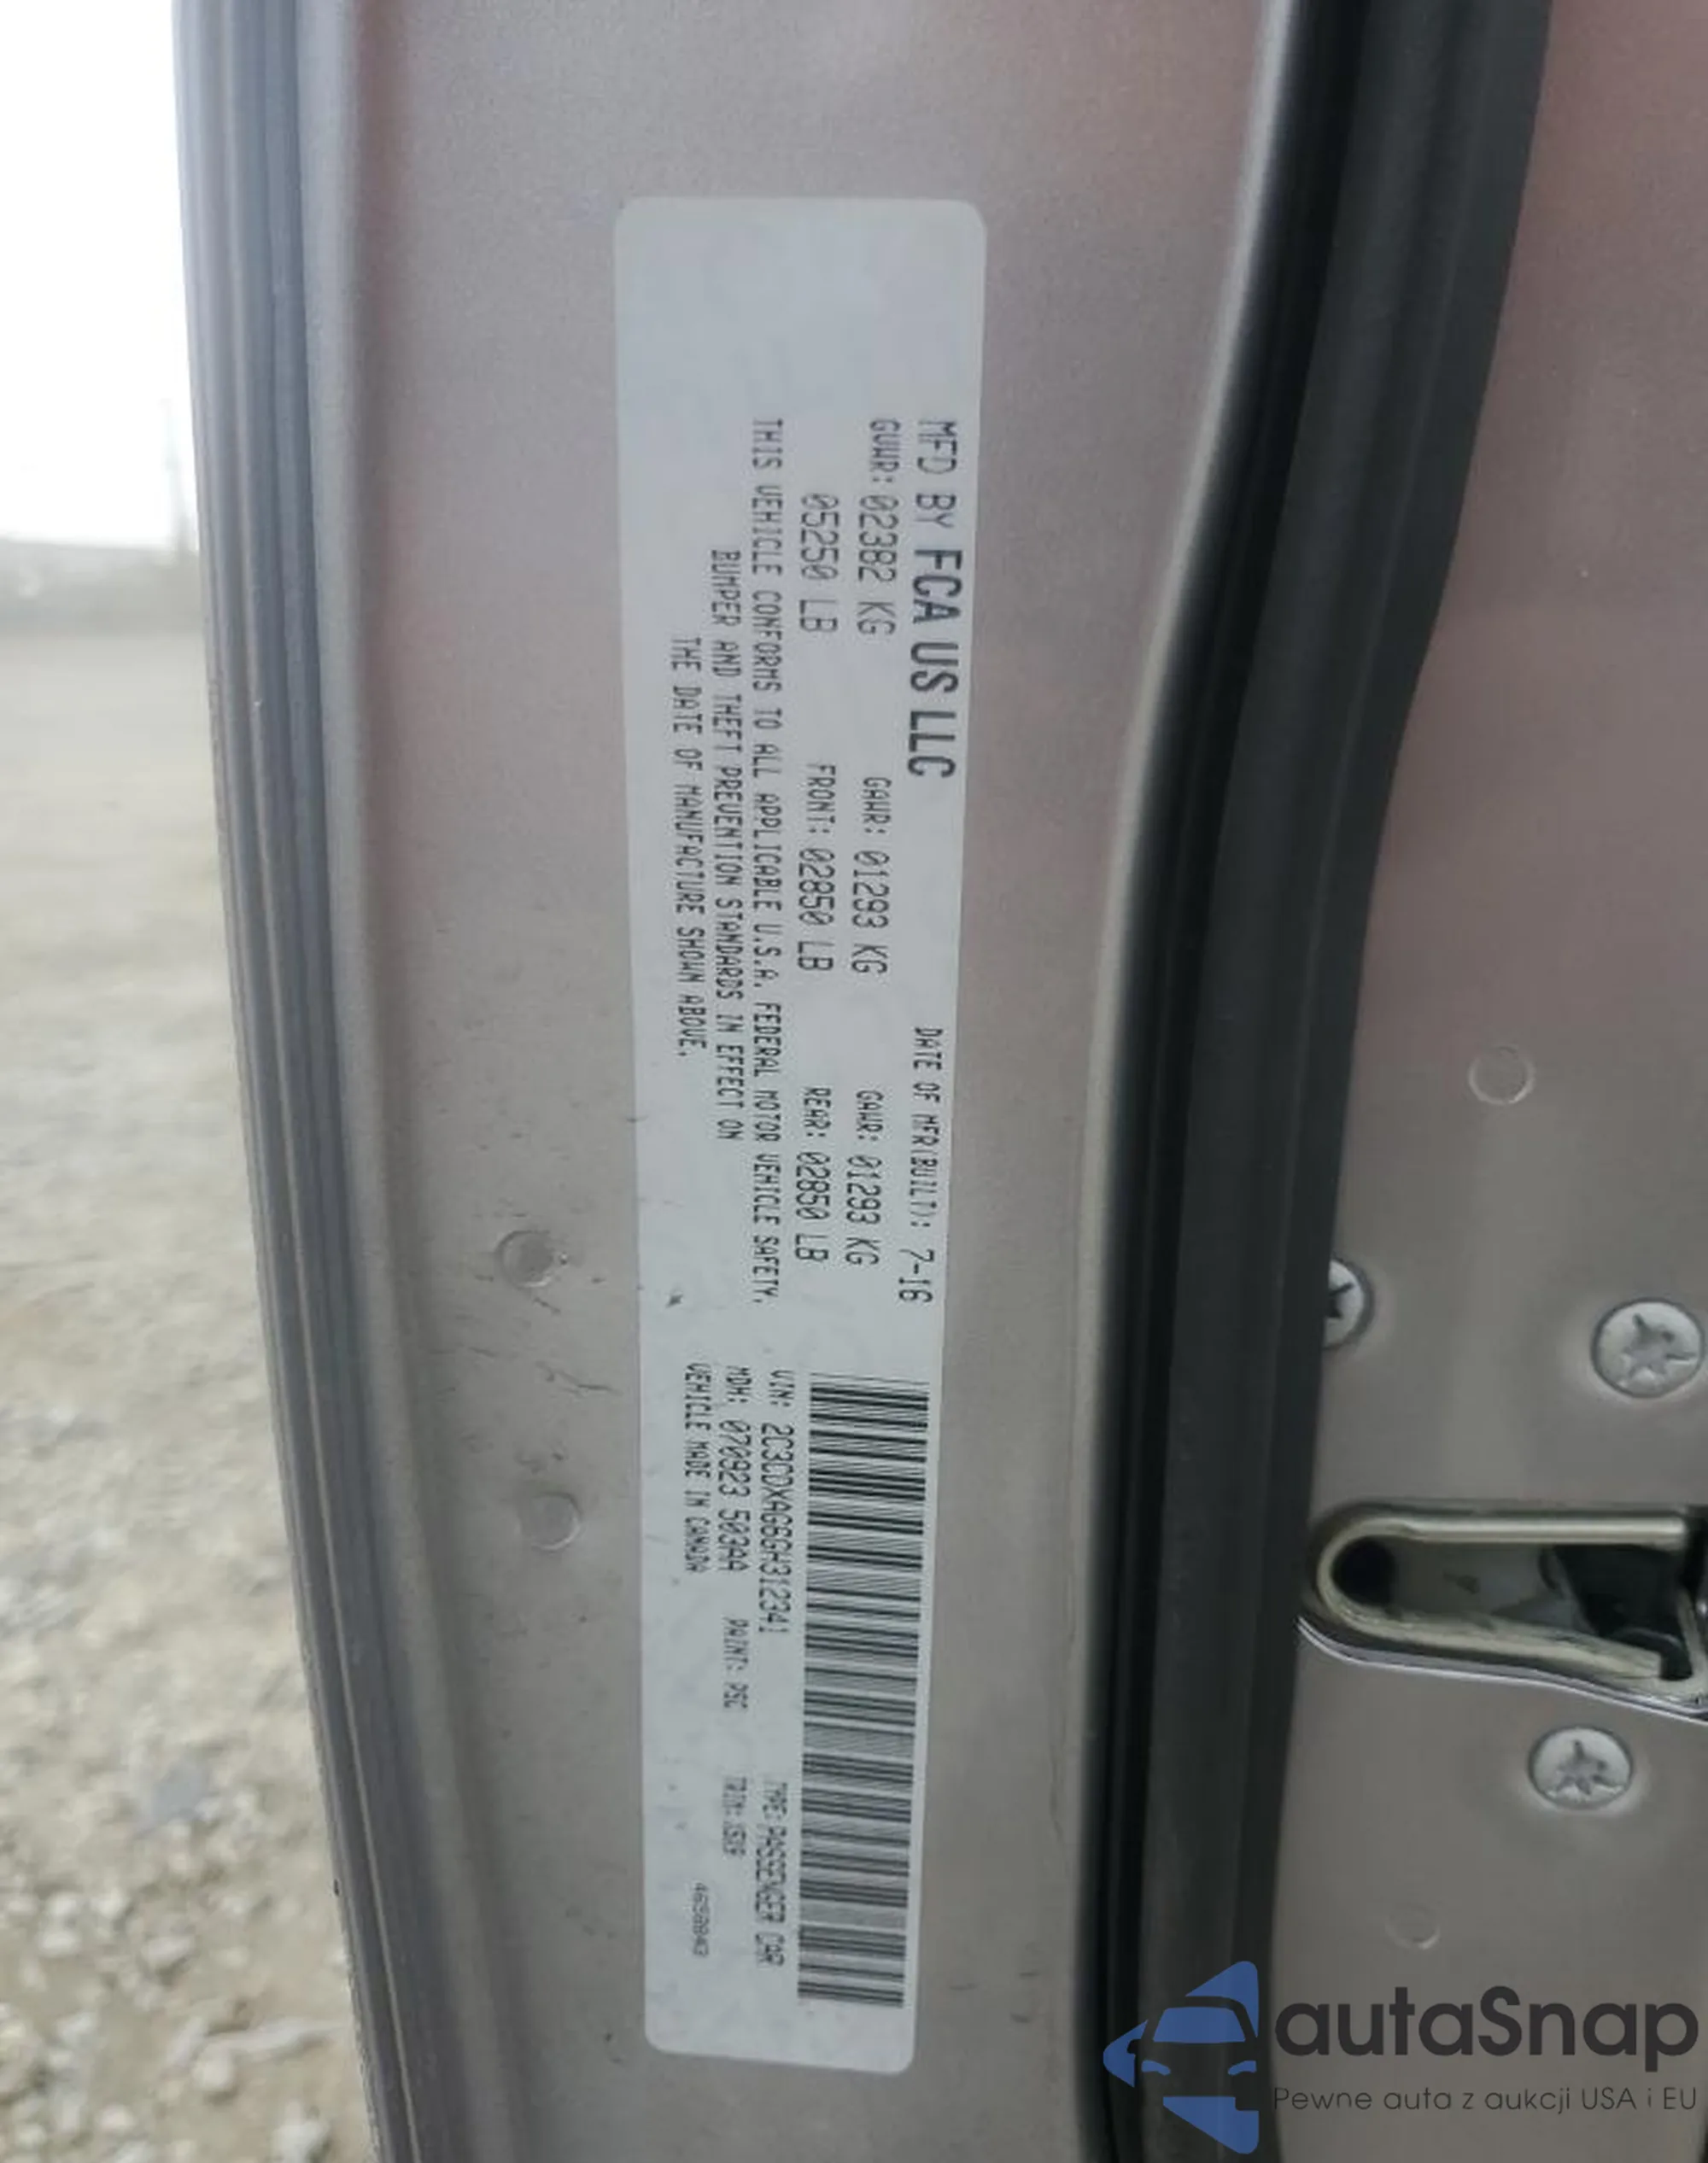 MFD BY FCA US LLC
DATE OF MFR(BUILT): 7-16
GVWR: 02382 KG GAWR: 01293 KG GAWR: 01293 KG
05250 LB FRONT: 02850 LB REAR: 02850 LB
THIS VEHICLE CONFORMS TO ALL APPLICABLE U.S.A. FEDERAL MOTOR VEHICLE SAFETY,
BUMPER AND THEFT PREVENTION STANDARDS IN EFFECT ON
THE DATE OF MANUFACTURE SHOWN ABOVE.
VIN: 2C3CDXAG6GH312341 TYPE: PASSENGER CAR
MDH: 070923 503AA PAINT: PSC TRIM:
VEHICLE MADE IN CANADA
autaSnap
Pewne auta z aukcji USA i EU